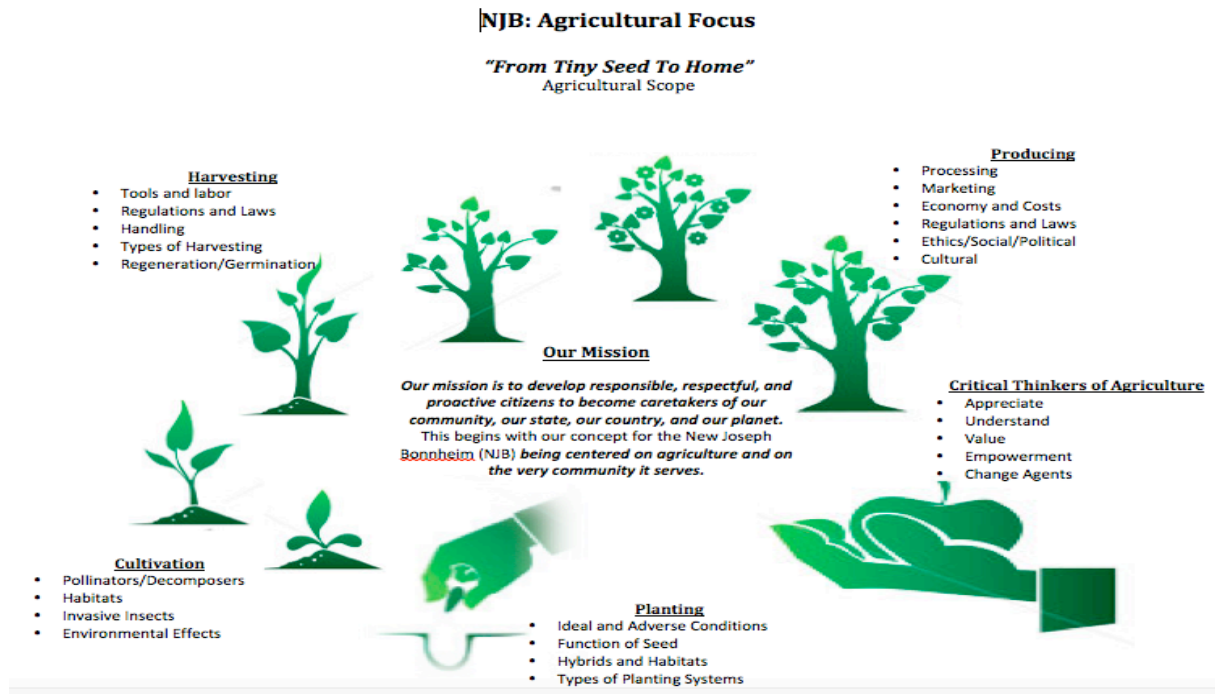 NJB: Agricultural Focus
“From Tiny Seed To Home”
Agricultural Scope
Harvesting
• Tools and labor
• Regulations and Laws
• Handling
• Types of Harvesting
• Regeneration/Germination
Producing
• Processing
• Marketing
• Economy and Costs
• Regulations and Laws
• Ethics/Social/Political
• Cultural
Our Mission
Our mission is to develop responsible, respectful, and
proactive citizens to become caretakers of our
community, our state, our country, and our planet.
This begins with our concept for the New Joseph
Bonnheim (NJB) being centered on agriculture and on
the very community it serves.
Critical Thinkers of Agriculture
• Appreciate
• Understand
• Value
• Empowerment
• Change Agents
Cultivation
• Pollinators/Decomposers
• Habitats
• Invasive Insects
• Environmental Effects
Planting
• Ideal and Adverse Conditions
• Function of Seed
• Hybrids and Habitats
• Types of Planting Systems